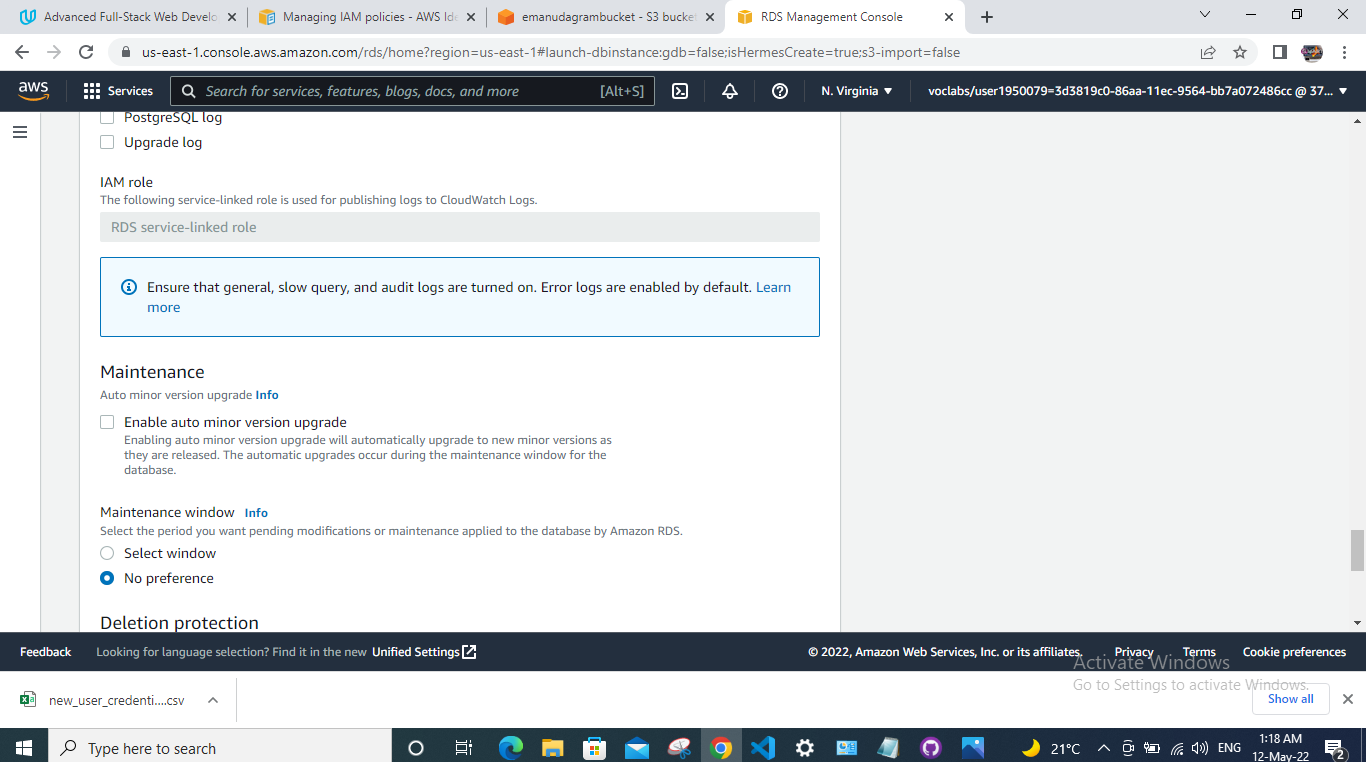 Advanced Full-Stack Web Develo
Managing IAM policies - AWS Ide
emanudagrambucket - S3 bucket
RDS Management Console
us-east-1.console.aws.amazon.com/rds/home?region=us-east-1#launch-dbinstance:gdb=false;isHermesCreate=true;s3-import=false
aws
Services
Search for services, features, blogs, docs, and more
[Alt+S]
N. Virginia
voclabs/user1950079=3d3819c0-86aa-11ec-9564-bb7a072486cc @ 37...
PostgreSQL log
Upgrade log
IAM role
The following service-linked role is used for publishing logs to CloudWatch Logs.
RDS service-linked role
Ensure that general, slow query, and audit logs are turned on. Error logs are enabled by default. Learn
more
Maintenance
Auto minor version upgrade Info
Enable auto minor version upgrade
Enabling auto minor version upgrade will automatically upgrade to new minor versions as
they are released. The automatic upgrades occur during the maintenance window for the
database.
Maintenance window Info
Select the period you want pending modifications or maintenance applied to the database by Amazon RDS.
Select window
No preference
Deletion protection
Feedback
Looking for language selection? Find it in the new Unified Settings
© 2022, Amazon Web Services, Inc. or its affiliates.
Privacy
Terms
Cookie preferences
Activate Windows
Go to Settings to activate Windows.
new_user_credenti....csv
Show all
Type here to search
21°C
ENG
1:18 AM
12-May-22
2